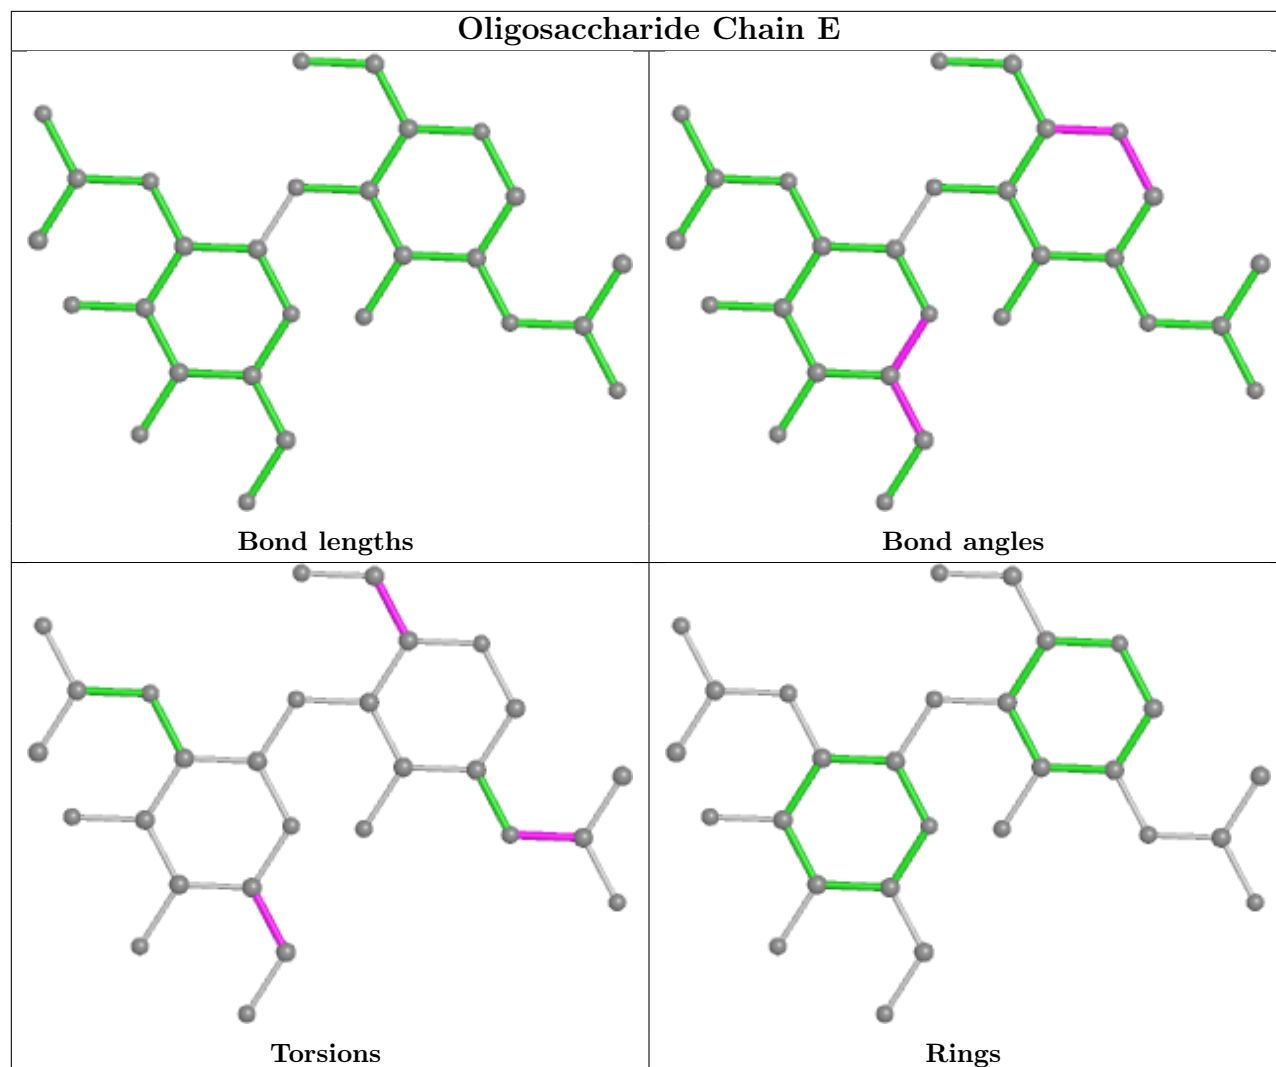 Oligosaccharide Chain E
Bond lengths
Bond angles
Torsions
Rings